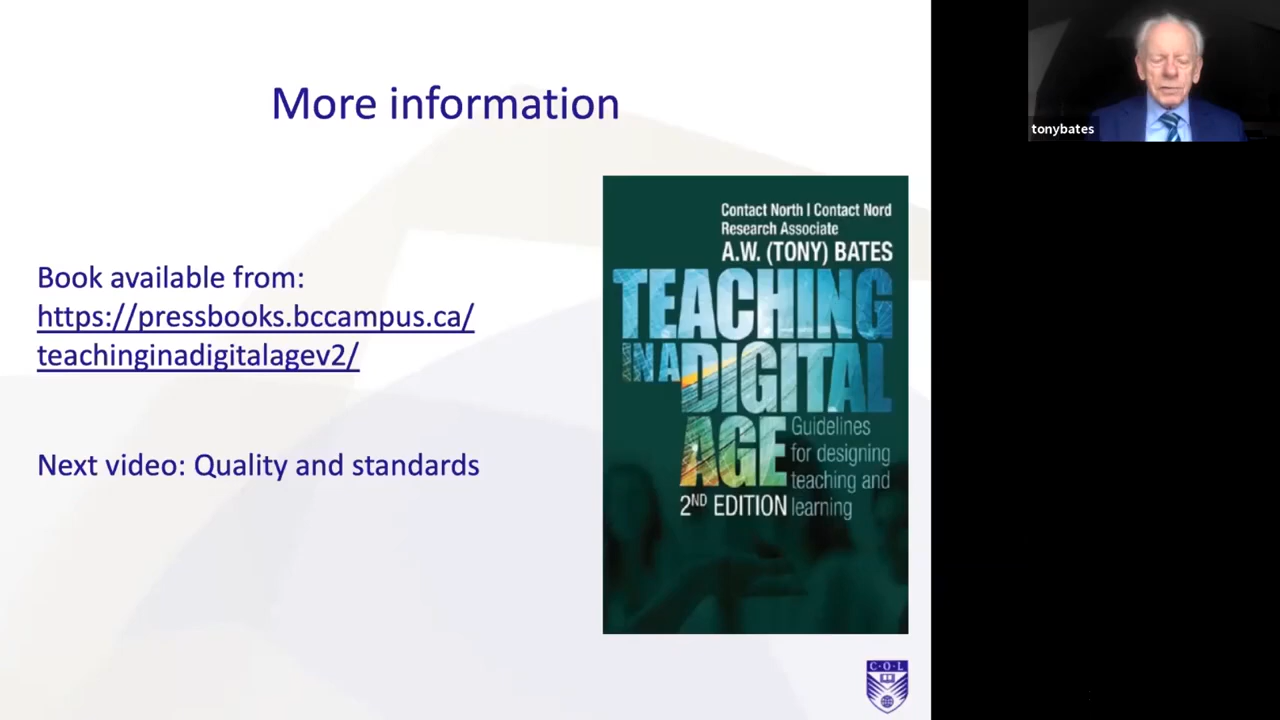 More information
tonybates
Contact North I Contact Nord
Research Associate
A.W. (TONY) BATES
TEACHING
IN A DIGITAL
AGE
Guidelines
for designing
teaching and
learning
2ND EDITION
Book available from:
https://pressbooks.bccampus.ca/
teachinginadigitalagev2/
Next video: Quality and standards
C·O·L